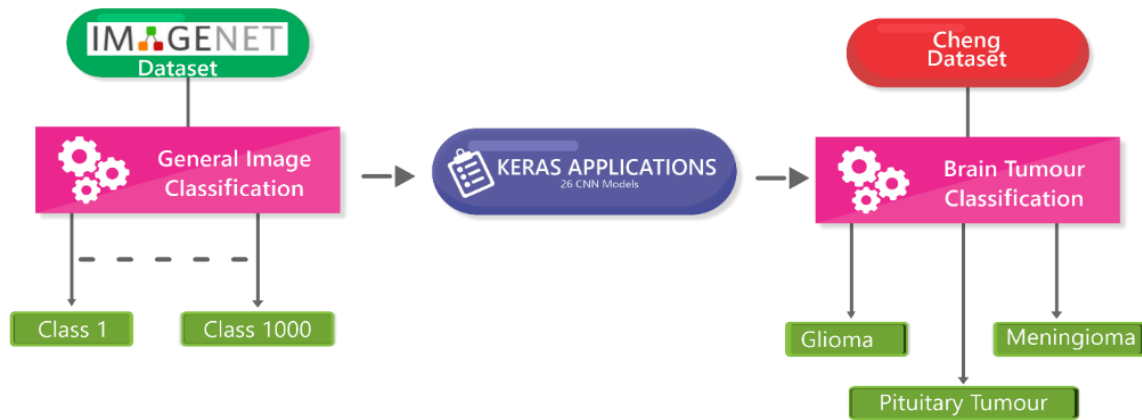 IMAGENET
Dataset
General Image
Classification
Class 1
Class 1000
KERAS APPLICATIONS
26 CNN Models
Cheng
Dataset
Brain Tumour
Classification
Glioma
Meningioma
Pituitary Tumour